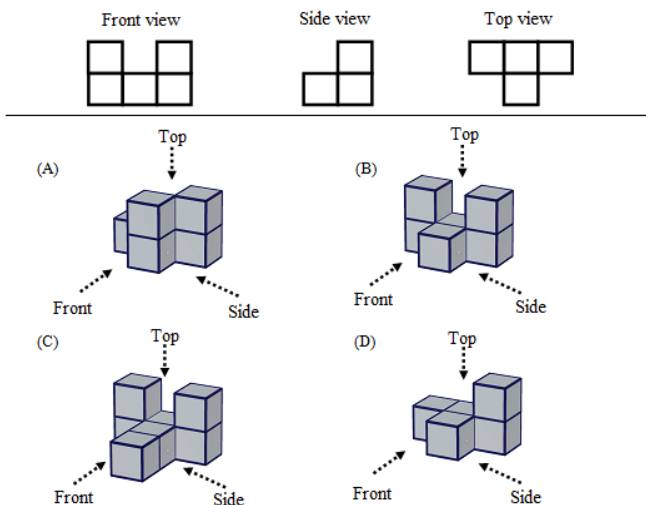 Front view Side view Top view
Top Top
(A) (B)
Front Side Front Side
(C) Top (D) Top
Front Side Front Side